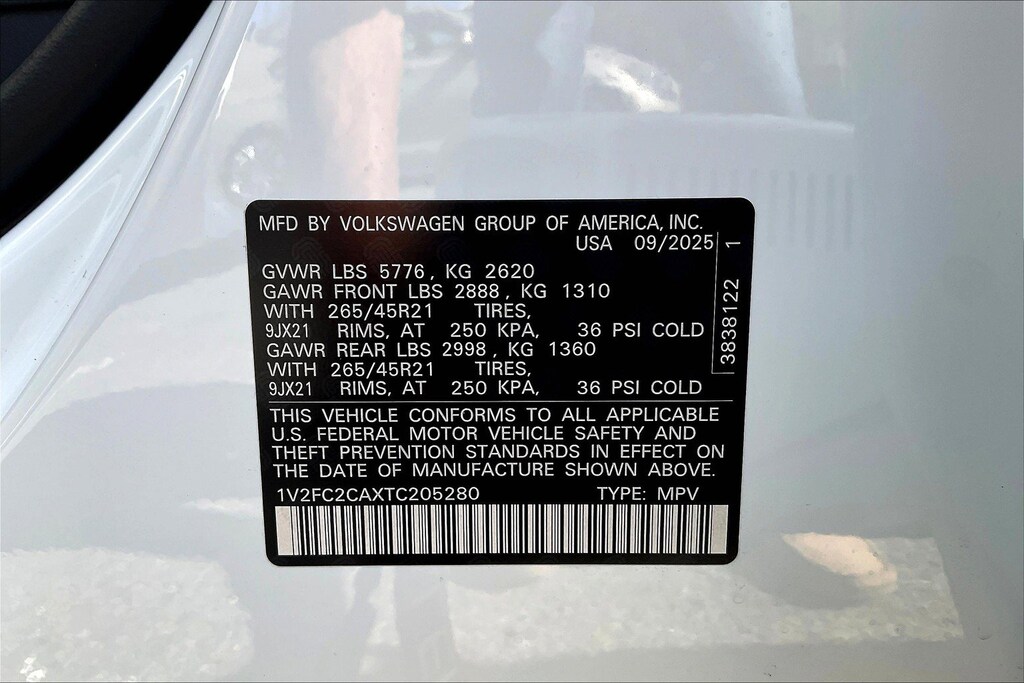 MFD BY VOLKSWAGEN GROUP OF AMERICA, INC.
USA 09/2025
GVWR LBS 5776, KG 2620
GAWR FRONT LBS 2888, KG 1310
WITH 265/45R21 TIRES,
9JX21 RIMS, AT 250 KPA, 36 PSI COLD
GAWR REAR LBS 2998, KG 1360
WITH 265/45R21 TIRES,
9JX21 RIMS, AT 250 KPA, 36 PSI COLD
3838122 1
THIS VEHICLE CONFORMS TO ALL APPLICABLE
U.S. FEDERAL MOTOR VEHICLE SAFETY AND
THEFT PREVENTION STANDARDS IN EFFECT ON
THE DATE OF MANUFACTURE SHOWN ABOVE.
1V2FC2CAXTC205280 TYPE: MPV